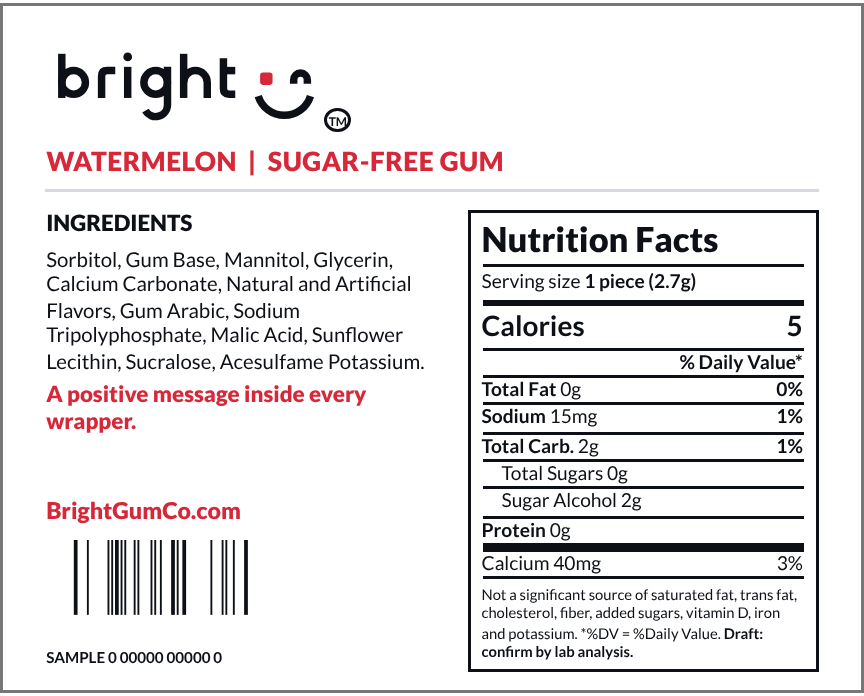 bright
TM
WATERMELON | SUGAR-FREE GUM
INGREDIENTS
Sorbitol, Gum Base, Mannitol, Glycerin,
Calcium Carbonate, Natural and Artificial
Flavors, Gum Arabic, Sodium
Tripolyphosphate, Malic Acid, Sunflower
Lecithin, Sucralose, Acesulfame Potassium.
A positive message inside every
wrapper.
BrightGumCo.com
SAMPLE 0 00000 00000 0
Nutrition Facts
Serving size 1 piece (2.7g)
Calories 5
% Daily Value*
Total Fat 0g 0%
Sodium 15mg 1%
Total Carb. 2g 1%
Total Sugars 0g
Sugar Alcohol 2g
Protein 0g
Calcium 40mg 3%
Not a significant source of saturated fat, trans fat,
cholesterol, fiber, added sugars, vitamin D, iron
and potassium. *%DV = %Daily Value. Draft:
confirm by lab analysis.